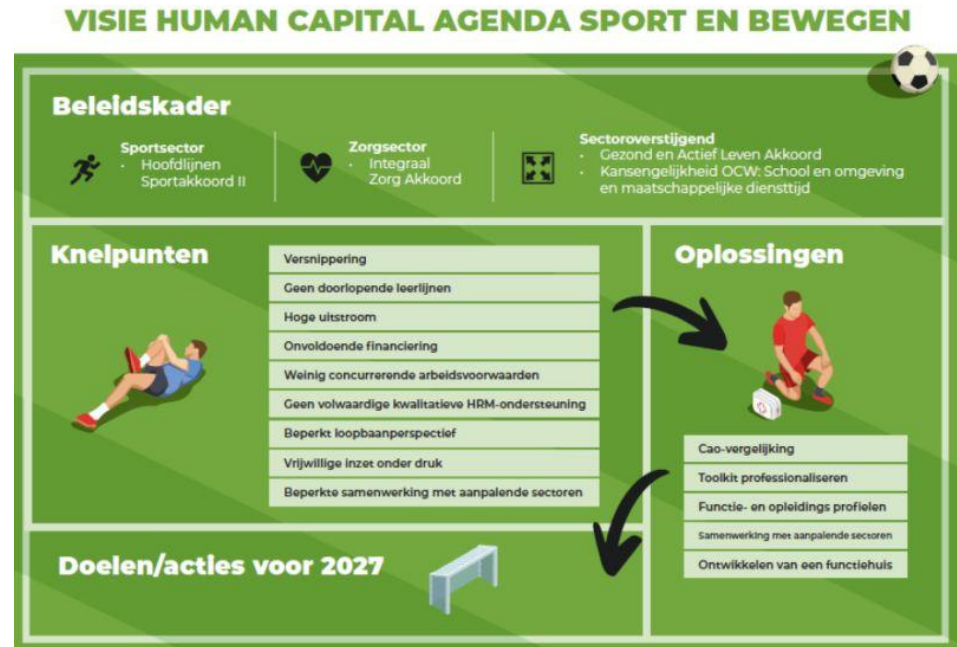 VISIE HUMAN CAPITAL AGENDA SPORT EN BEWEGEN
Beleidskader
Sportsector
• Hoofdlijnen
Sportakkoord II
Zorgsector
• Integraal
Zorg Akkoord
Sectoroverstijgend
• Gezond en Actief Leven Akkoord
• Kansengelijkheid OCW: School en omgeving
en maatschappelijke diensttijd
Knelpunten
Versnippering
Geen doorlopende leerlijnen
Hoge uitstroom
Onvoldoende financiering
Weinig concurrerende arbeidsvoorwaarden
Geen volwaardige kwalitatieve HRM-ondersteuning
Beperkt loopbaanperspectief
Vrijwillige inzet onder druk
Beperkte samenwerking met aanpalende sectoren
Oplossingen
Cao-vergelijking
Toolkit professionaliseren
Functie- en opleidings profielen
Samenwerking met aanpalende sectoren
Ontwikkelen van een functiehuis
Doelen/acties voor 2027